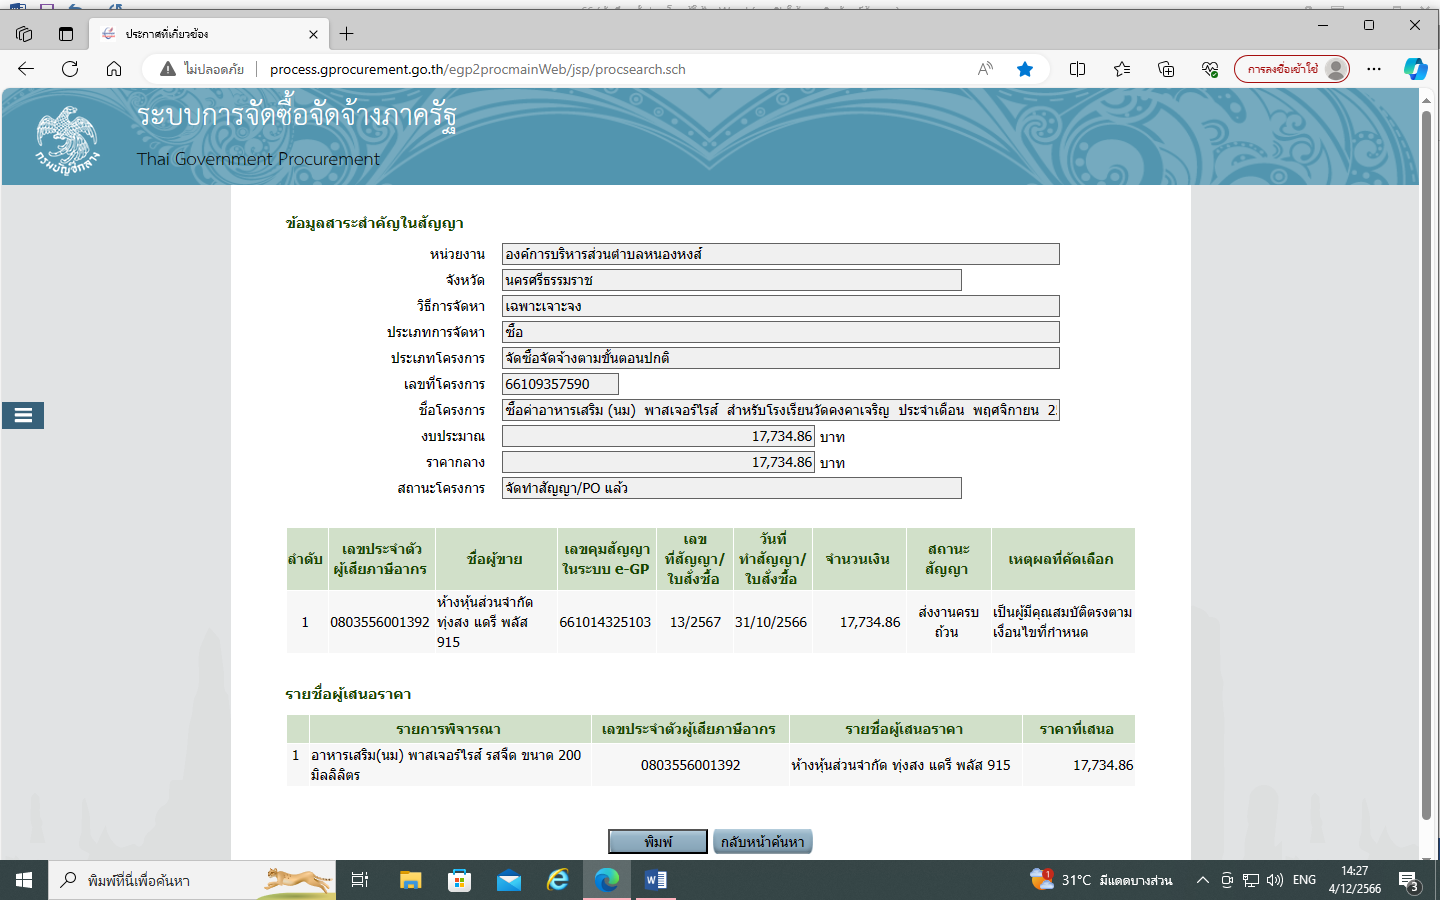 ประกาศที่เกี่ยวข้อง
ไม่ปลอดภัย
process.gprocurement.go.th/egp2procmainWeb/jsp/procsearch.sch
การลงชื่อเข้าใช้
ระบบการจัดซื้อจัดจ้างภาครัฐ
Thai Government Procurement
กรมบัญชีกลาง
ข้อมูลสาระสำคัญในสัญญา
หน่วยงาน องค์การบริหารส่วนตำบลหนองหงส์
จังหวัด นครศรีธรรมราช
วิธีการจัดหา เฉพาะเจาะจง
ประเภทการจัดหา ซื้อ
ประเภทโครงการ จัดซื้อจัดจ้างตามขั้นตอนปกติ
เลขที่โครงการ 66109357590
ชื่อโครงการ ซื้อค่าอาหารเสริม (นม) พาสเจอร์ไรส์ สำหรับโรงเรียนวัดคงคาเจริญ ประจำเดือน พฤศจิกายน
งบประมาณ 17,734.86 บาท
ราคากลาง 17,734.86 บาท
สถานะโครงการ จัดทำสัญญา/PO แล้ว
ลำดับ เลขประจำตัวผู้เสียภาษีอากร ชื่อผู้ขาย เลขคุมสัญญาในระบบ e-GP เลขที่สัญญา/ใบสั่งซื้อ วันที่ทำสัญญา/ใบสั่งซื้อ จำนวนเงิน สถานะสัญญา เหตุผลที่คัดเลือก
1 0803556001392 ห้างหุ้นส่วนจำกัด ทุ่งสง แดรี่ พลัส 915 661014325103 13/2567 31/10/2566 17,734.86 ส่งงานครบถ้วน เป็นผู้มีคุณสมบัติตรงตามเงื่อนไขที่กำหนด
รายชื่อผู้เสนอราคา
รายการพิจารณา เลขประจำตัวผู้เสียภาษีอากร รายชื่อผู้เสนอราคา ราคาที่เสนอ
1 อาหารเสริม(นม) พาสเจอร์ไรส์ รสจืด ขนาด 200 มิลลิลิตร 0803556001392 ห้างหุ้นส่วนจำกัด ทุ่งสง แดรี่ พลัส 915 17,734.86
พิมพ์ กลับหน้าค้นหา
พิมพ์ที่นี่เพื่อค้นหา
1 31°C มีแดดบางส่วน ENG 14:27
4/12/2566 3